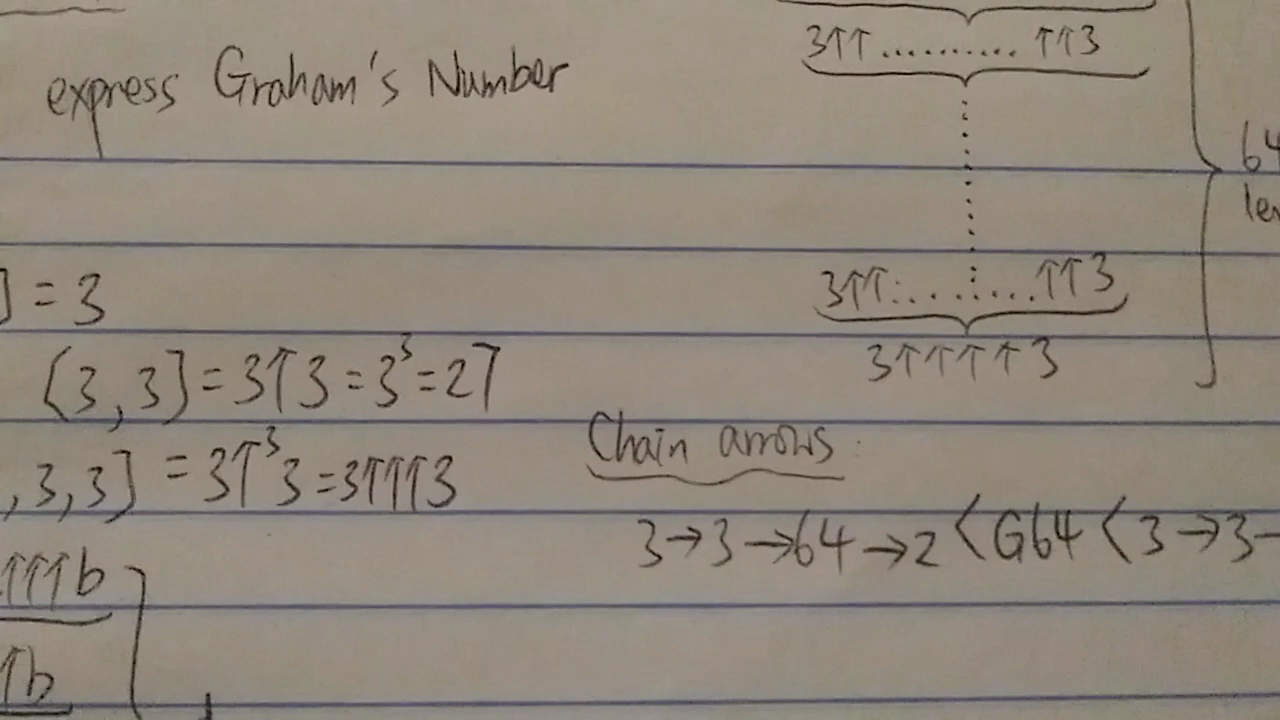 3↑↑..........↑↑3
express Graham's Number
64
] = 3
3↑↑:.........↑↑3
[3,3]=3↑3=3³=27
3↑↑↑↑3
Chain arrows:
,3,3] =3↑³3=3↑↑↑3
3→3→64→2<G64<3→3
↑↑↑b
↑b